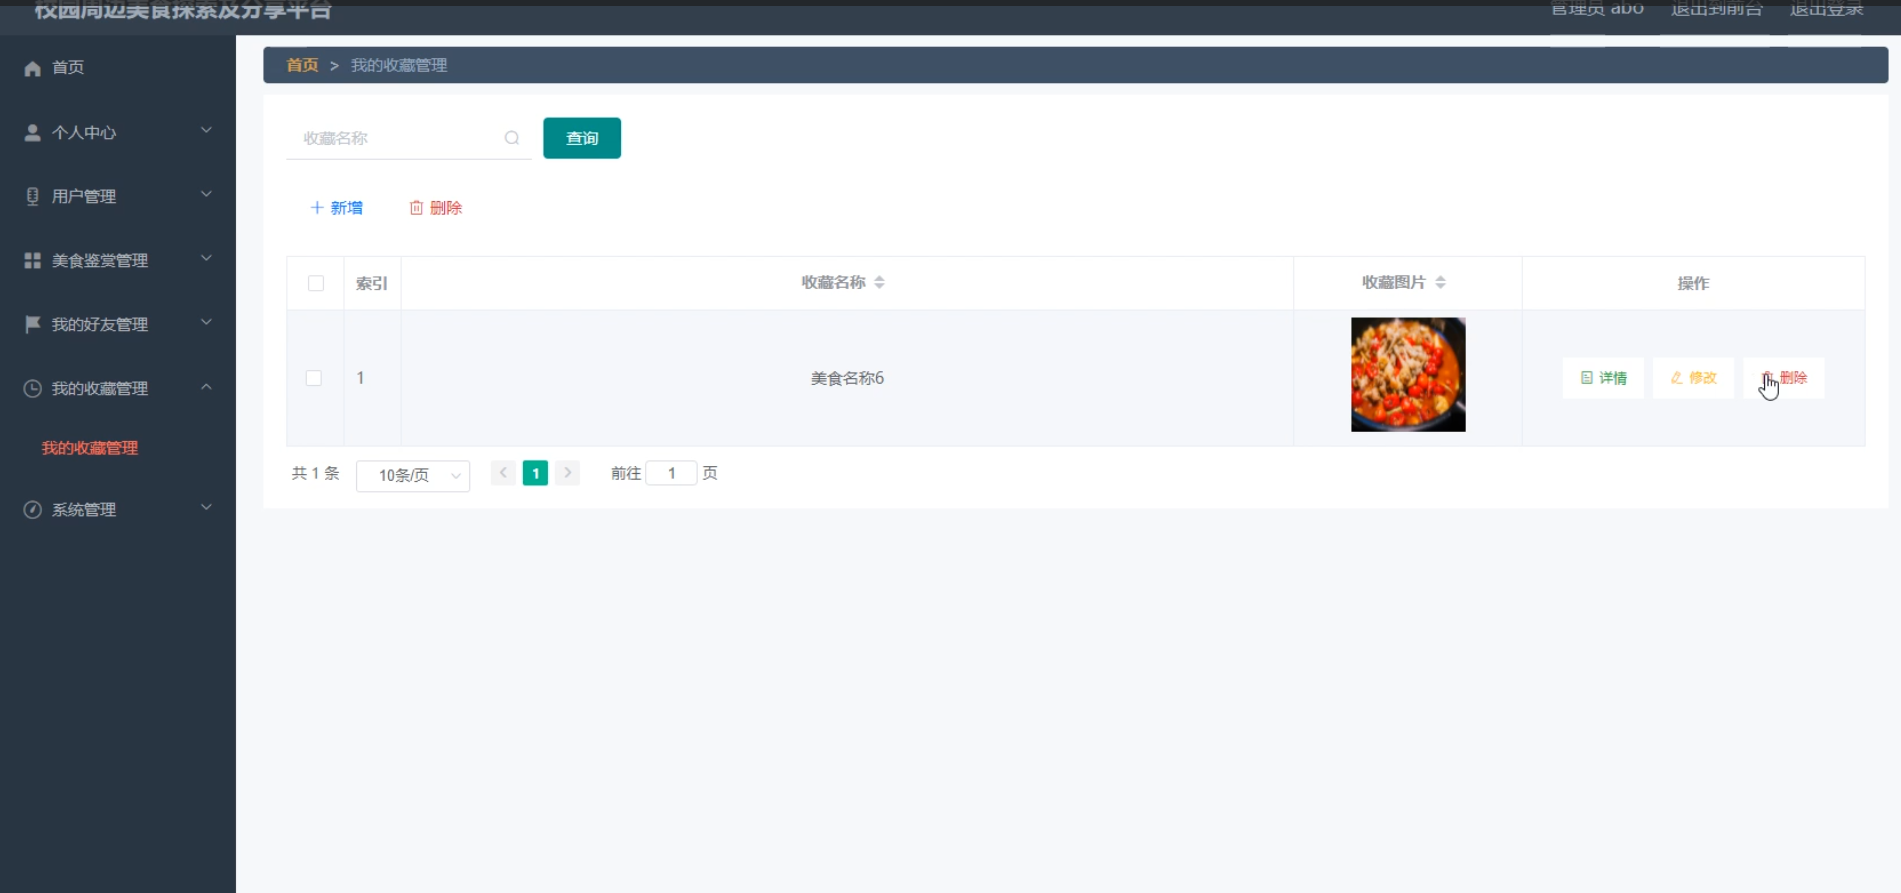 校园周边美食探索及分享平台
管理员 abo 退出到前台 退出登录
首页
个人中心
用户管理
美食鉴赏管理
我的好友管理
我的收藏管理
我的收藏管理
系统管理
首页 > 我的收藏管理
收藏名称 查询
新增 删除
索引 收藏名称 收藏图片 操作
1 美食名称6 详情 修改 删除
共 1 条 10条/页 1 前往 1 页